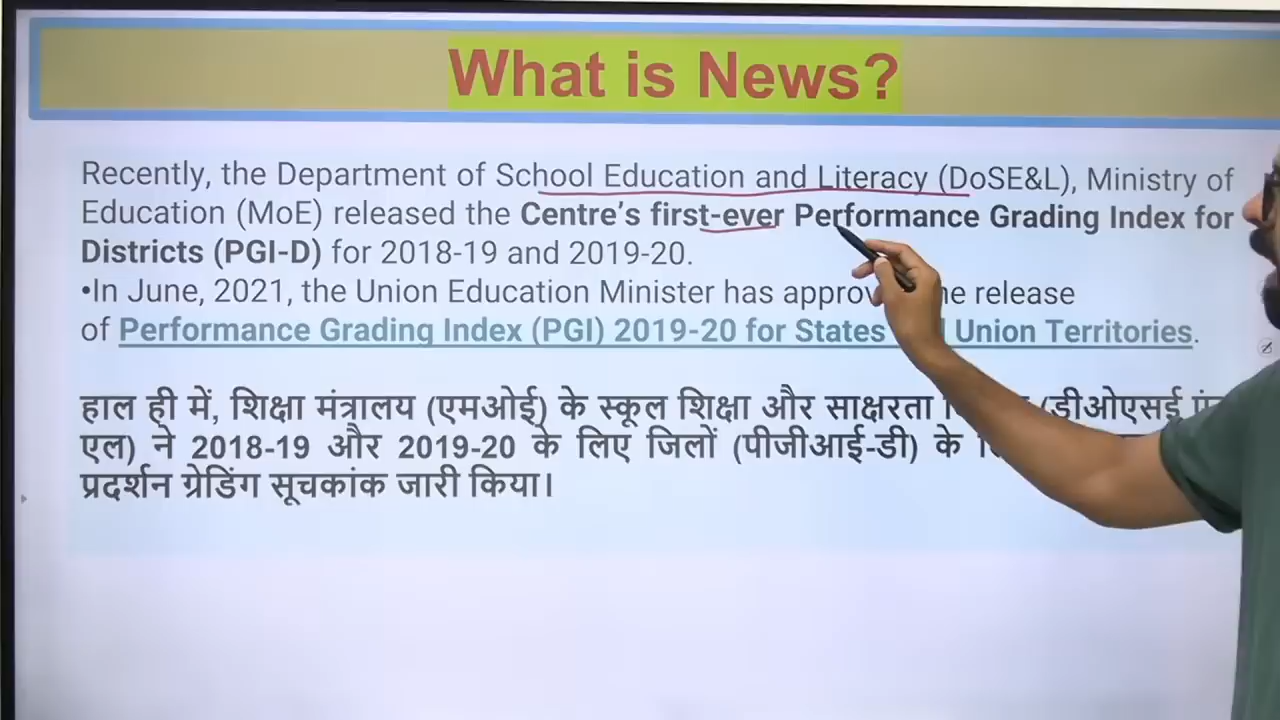 What is News?
Recently, the Department of School Education and Literacy (DoSE&L), Ministry of
Education (MoE) released the Centre's first-ever Performance Grading Index for
Districts (PGI-D) for 2018-19 and 2019-20.
•In June, 2021, the Union Education Minister has release
of Performance Grading Index (PGI) 2019-20 for States Union Territories.
हाल ही में, शिक्षा मंत्रालय (एमओई) के स्कूल शिक्षा और साक्षरता (डीओएसई
एल) ने 2018-19 और 2019-20 के लिए जिलों (पीजीआई-डी) के
प्रदर्शन ग्रेडिंग सूचकांक जारी किया।